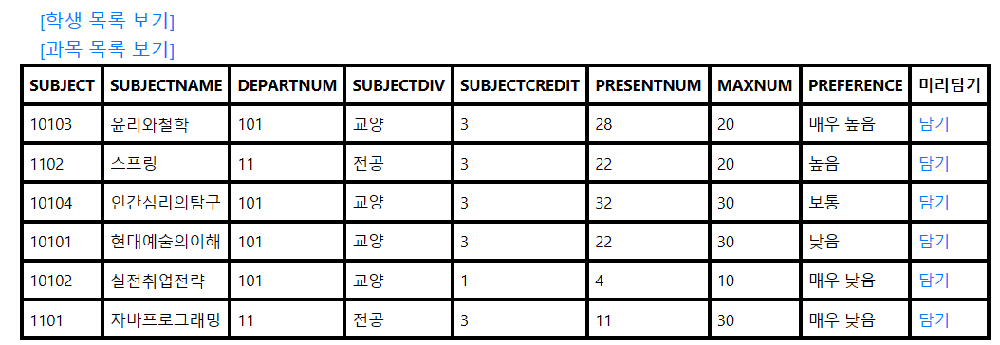 [학생 목록 보기]
[과목 목록 보기]
SUBJECT SUBJECTNAME DEPARTNUM SUBJECTDIV SUBJECTCREDIT PRESENTNUM MAXNUM PREFERENCE 미리담기
10103 윤리와철학 101 교양 3 28 20 매우 높음 담기
1102 스프링 11 전공 3 22 20 높음 담기
10104 인간심리의탐구 101 교양 3 32 30 보통 담기
10101 현대예술의이해 101 교양 3 22 30 낮음 담기
10102 실전취업전략 101 교양 1 4 10 매우 낮음 담기
1101 자바프로그래밍 11 전공 3 11 30 매우 낮음 담기